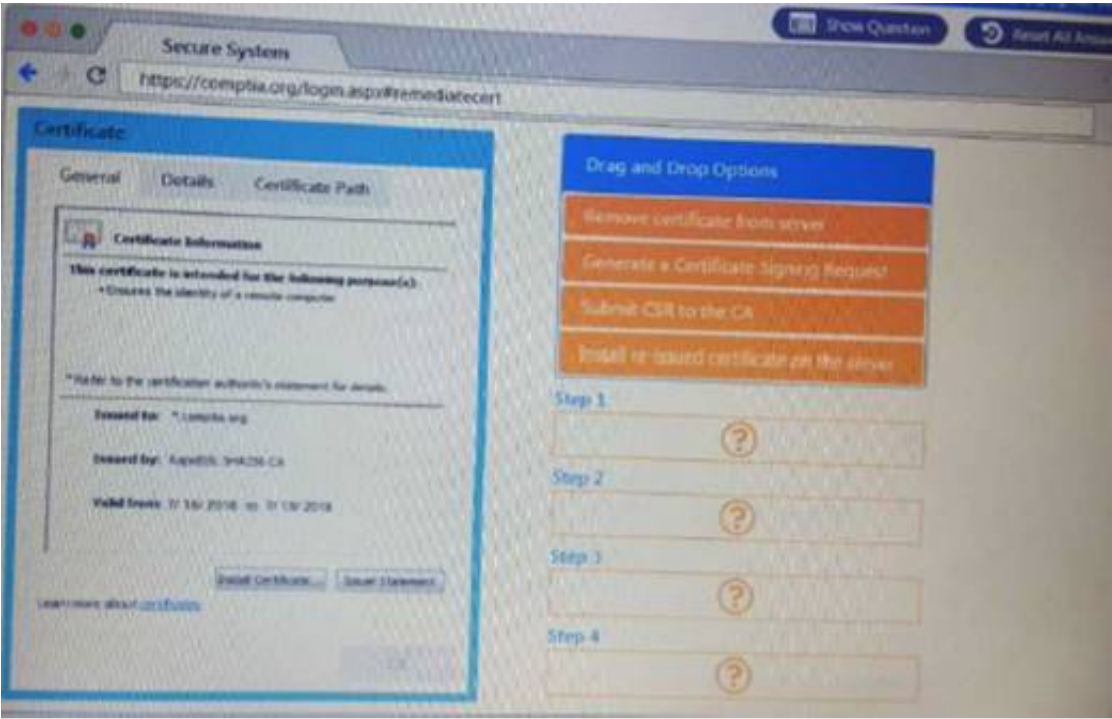 Show Question
Reset All
Secure System
https://comptia.org/login.aspx#remediatecert
Certificate
General Details Certificate Path
Certificate Information
This certificate is intended for the following purpose(s):
• Ensures the identity of a remote computer
*Refer to the certification authority's statement for details.
Issued to: *.comptia.org
Issued by:
Valid from: to
Install Certificate... Issuer Statement
Learn more about certificates
Drag and Drop Options
Remove certificate from server
Generate a Certificate Signing Request
Submit CSR to the CA
Install re-issued certificate on the server
Step 1
?
Step 2
?
Step 3
?
Step 4
?